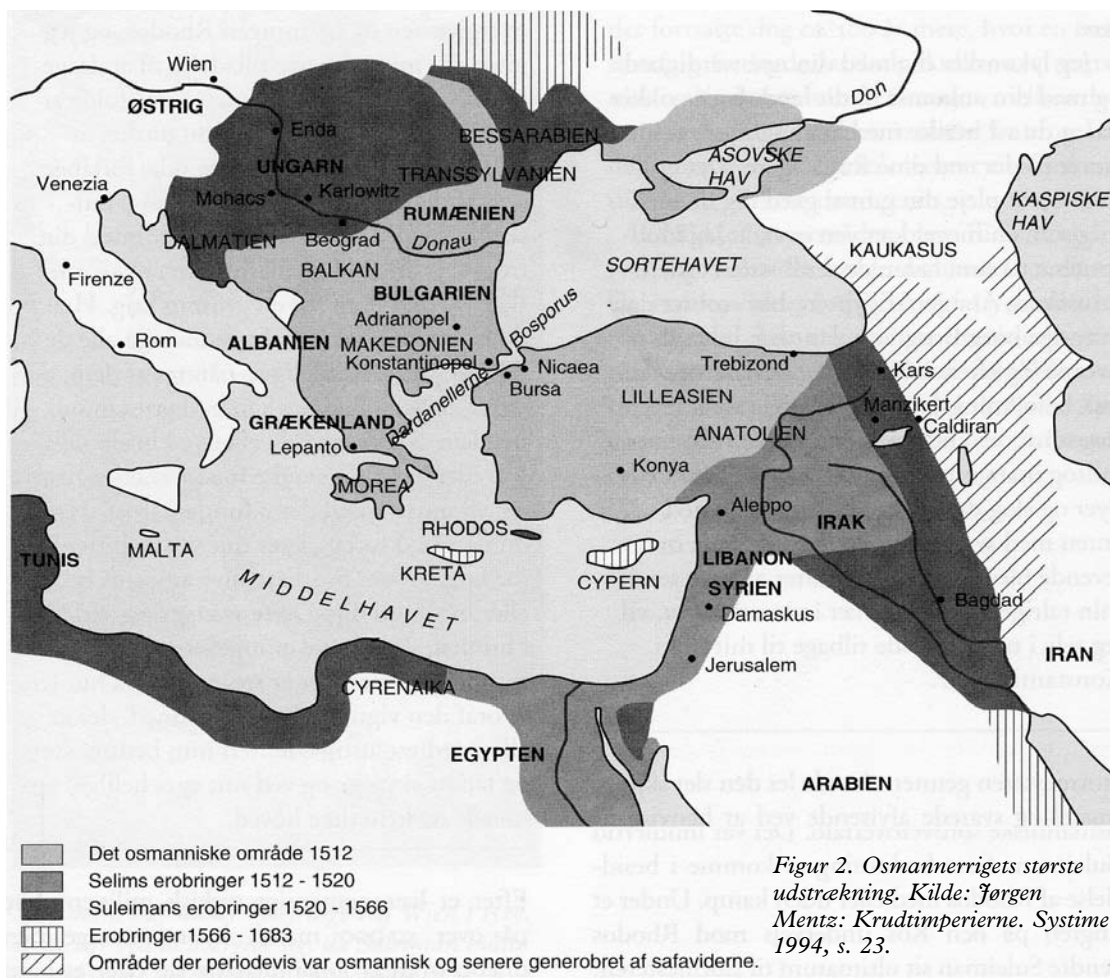 Wien
ØSTRIG
Enda
UNGARN
BESSARABIEN
Don
ASOVSKE
HAV
TRANSSYLVANIEN
Venezia
Mohacs
Karlowitz
RUMÆNIEN
KASPISKE
HAV
DALMATIEN
Beograd
Donau
KAUKASUS
SORTEHAVET
BALKAN
Firenze
BULGARIEN
Adrianopel
Bosporus
MAKEDONIEN
ALBANIEN
Rom
Konstantinopel
Nicaea
Trebizond
Kars
Dardanellerne
Bursa
LILLEASIEN
Manzikert
GRÆKENLAND
ANATOLIEN
Caldiran
Lepanto
Konya
MOREA
Aleppo
IRAK
RHODOS
MALTA
TUNIS
KRETA
CYPERN
LIBANON
SYRIEN
MIDDELHAVET
Damaskus
Bagdad
Jerusalem
IRAN
CYRENAIKA
EGYPTEN
ARABIEN
Det osmanniske område 1512
Selims erobringer 1512 - 1520
Suleimans erobringer 1520 - 1566
Erobringer 1566 - 1683
Områder der periodevis var osmannisk og senere generobret af safaviderne.
Figur 2. Osmannerrigets største
udstrækning. Kilde: Jørgen
Mentz: Krudtimperierne. Systime
1994, s. 23.